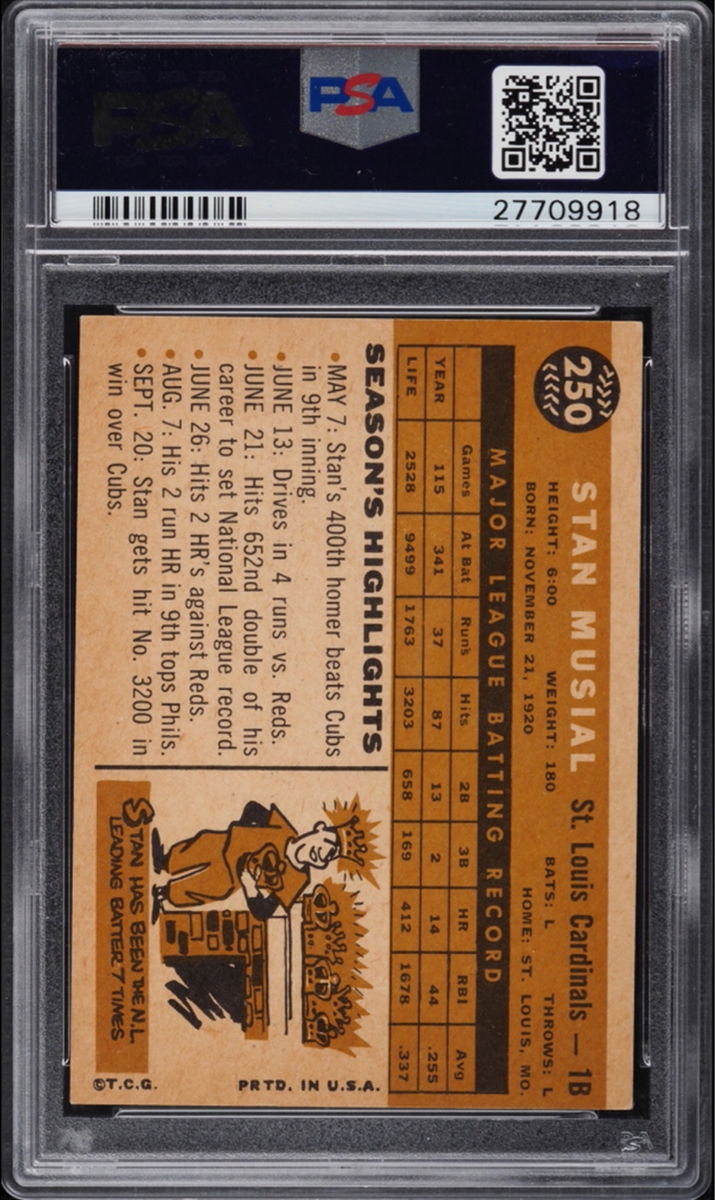 PSA
PSA
27709918
250
STAN MUSIAL St. Louis Cardinals — 1B
HEIGHT: 6:00 WEIGHT: 180 BATS: L THROWS: L
BORN: NOVEMBER 21, 1920 HOME: ST. LOUIS, MO.
MAJOR LEAGUE BATTING RECORD
Games At Bat Runs Hits 2B 3B HR RBI Avg
YEAR 115 341 37 87 13 2 14 44 .255
LIFE 2528 9499 1763 3203 658 169 412 1678 .337
SEASON'S HIGHLIGHTS
• MAY 7: Stan's 400th homer beats Cubs
in 9th inning.
• JUNE 13: Drives in 4 runs vs. Reds.
• JUNE 21: Hits 652nd double of his
career to set National League record.
• JUNE 26: Hits 2 HR's against Reds.
• AUG. 7: His 2 run HR in 9th tops Phils.
• SEPT. 20: Stan gets hit No. 3200 in
win over Cubs.
STAN HAS BEEN THE N.L.
LEADING BATTER 7 TIMES
©T.C.G. PRTD. IN U.S.A.